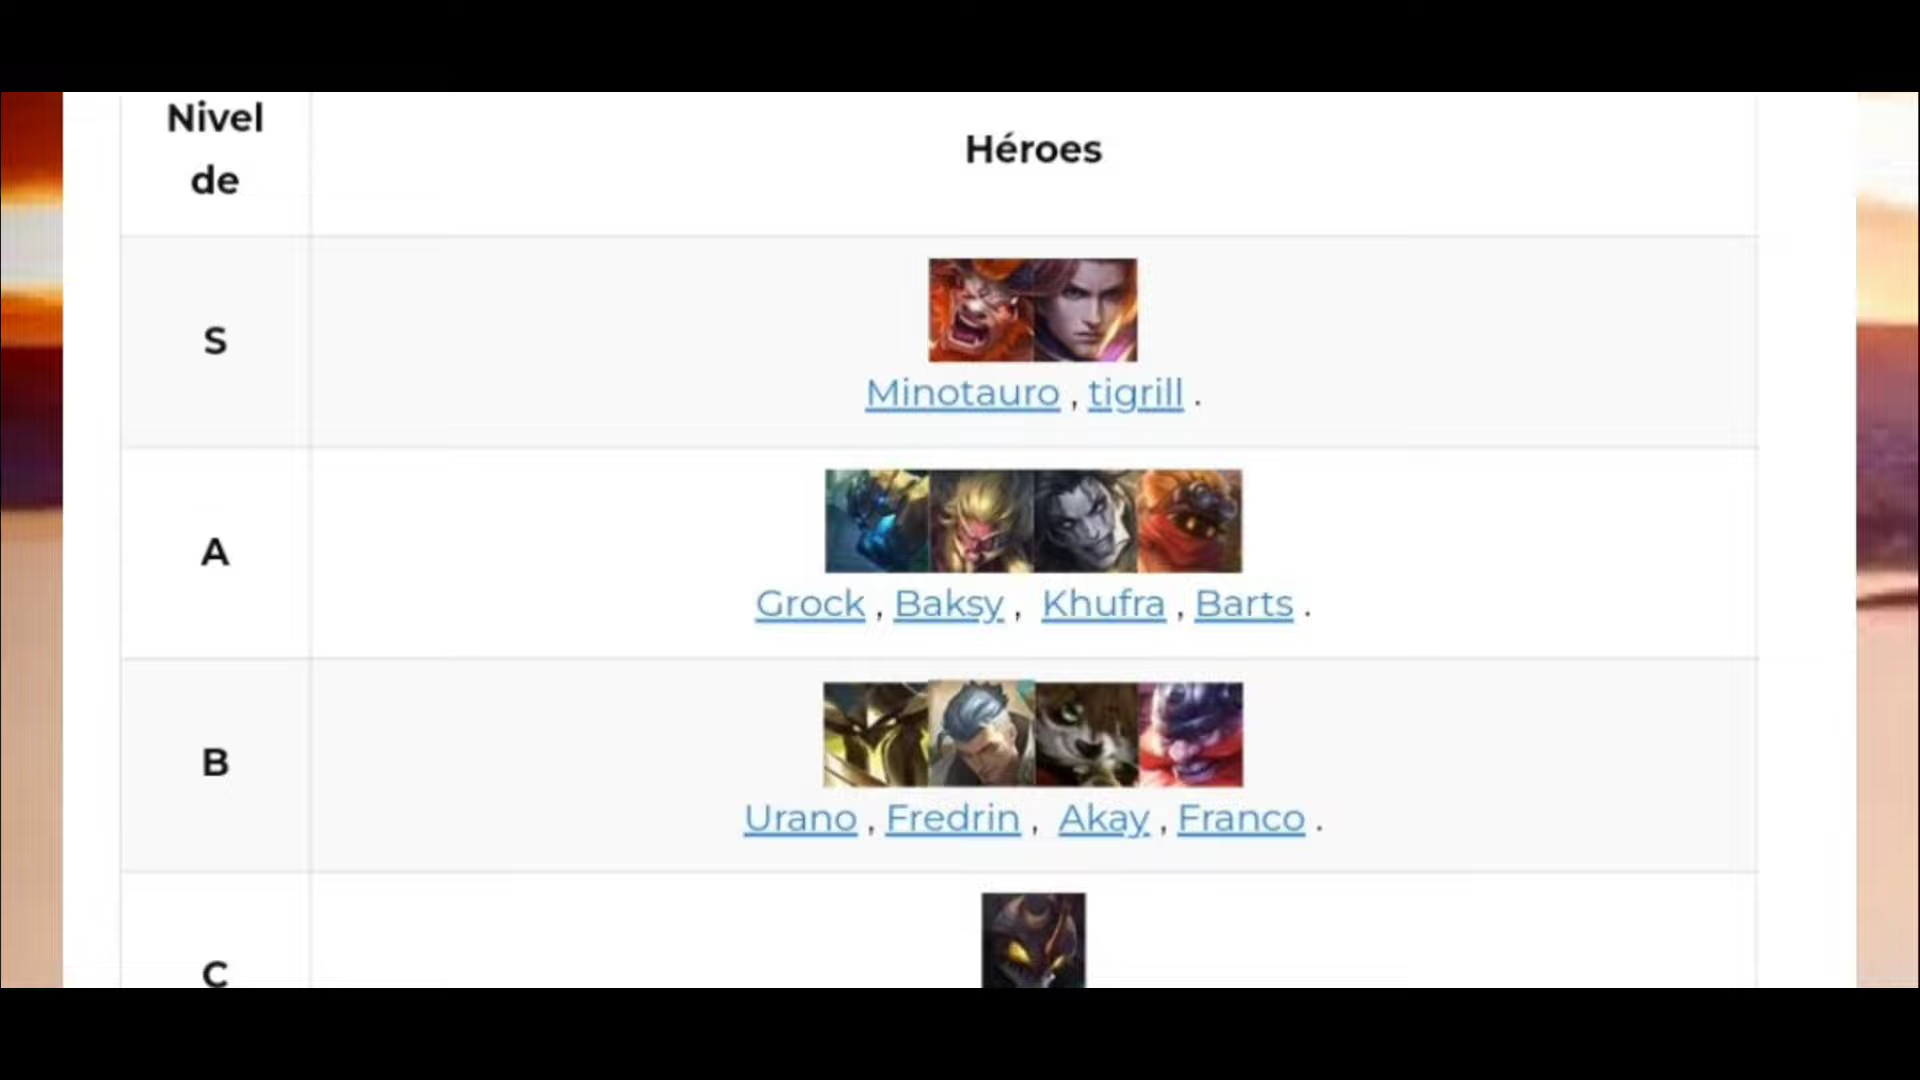 Nivel
de
Héroes
S
Minotauro , tigrill .
A
Grock , Baksy , Khufra , Barts .
B
Urano , Fredrin , Akay , Franco .
C